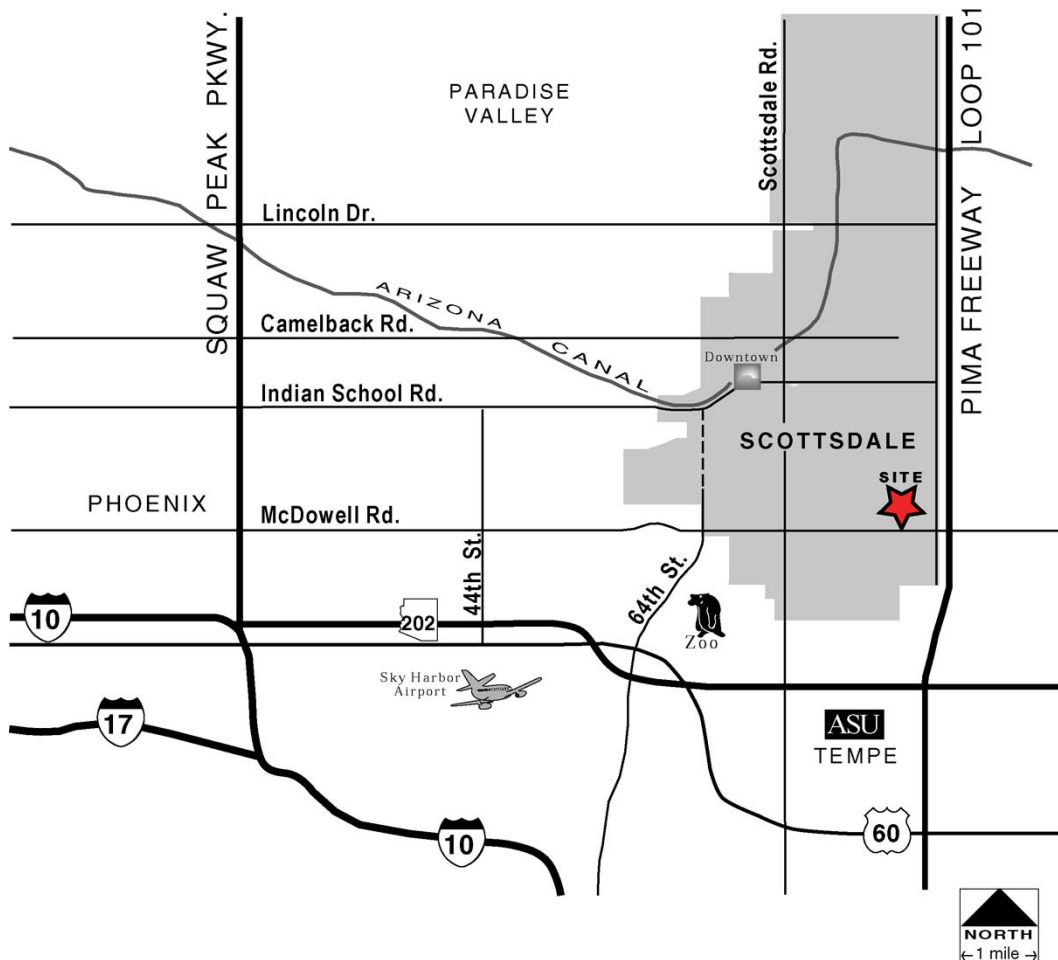 SQUAW PEAK PKWY.
PARADISE
VALLEY
Scottsdale Rd.
PIMA FREEWAY LOOP 101
Lincoln Dr.
ARIZONA
CANAL
Camelback Rd.
Downtown
Indian School Rd.
SCOTTSDALE
SITE
PHOENIX
McDowell Rd.
44th St.
64th St.
10
202
Zoo
Sky Harbor
Airport
17
ASU
TEMPE
10
60
NORTH
←1 mile→